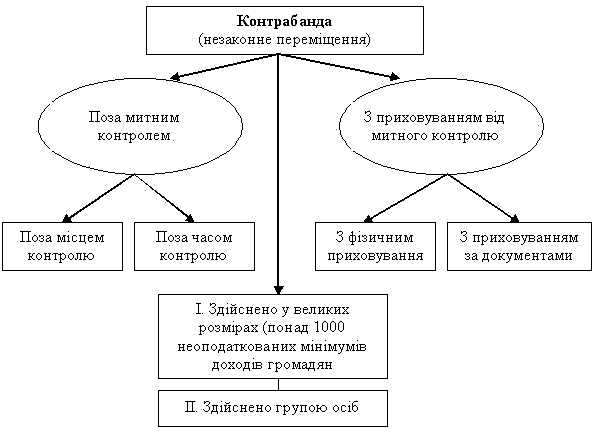 Контрабанда
(незаконне переміщення)
Поза митним
контролем
З приховуванням від
митного контролю
Поза місцем
контролю
Поза часом
контролю
З фізичним
приховування
З приховуванням
за документами
I. Здійснено у великих
розмірах (понад 1000
неоподаткованих мінімумів
доходів громадян
II. Здійснено групою осіб